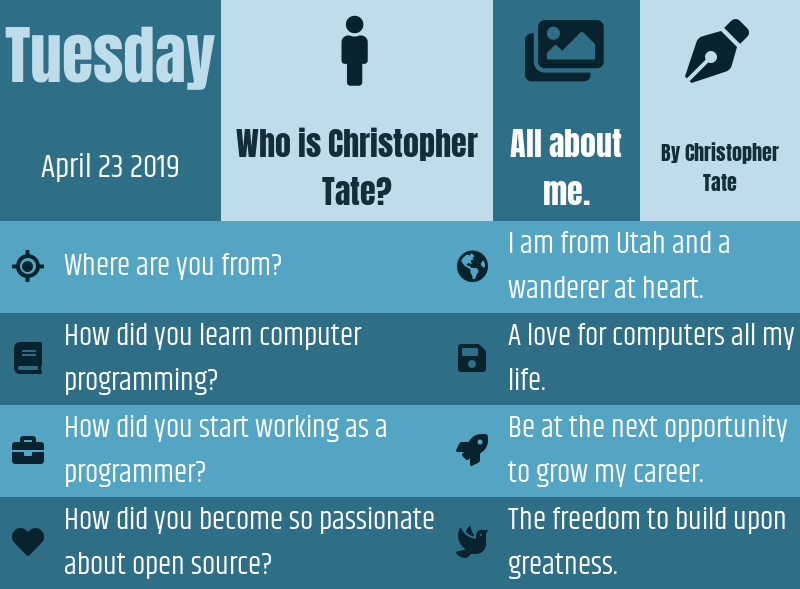 Tuesday
April 23 2019
Who is Christopher
Tate?
All about
me.
By Christopher
Tate
Where are you from?
I am from Utah and a
wanderer at heart.
How did you learn computer
programming?
A love for computers all my
life.
How did you start working as a
programmer?
Be at the next opportunity
to grow my career.
How did you become so passionate
about open source?
The freedom to build upon
greatness.